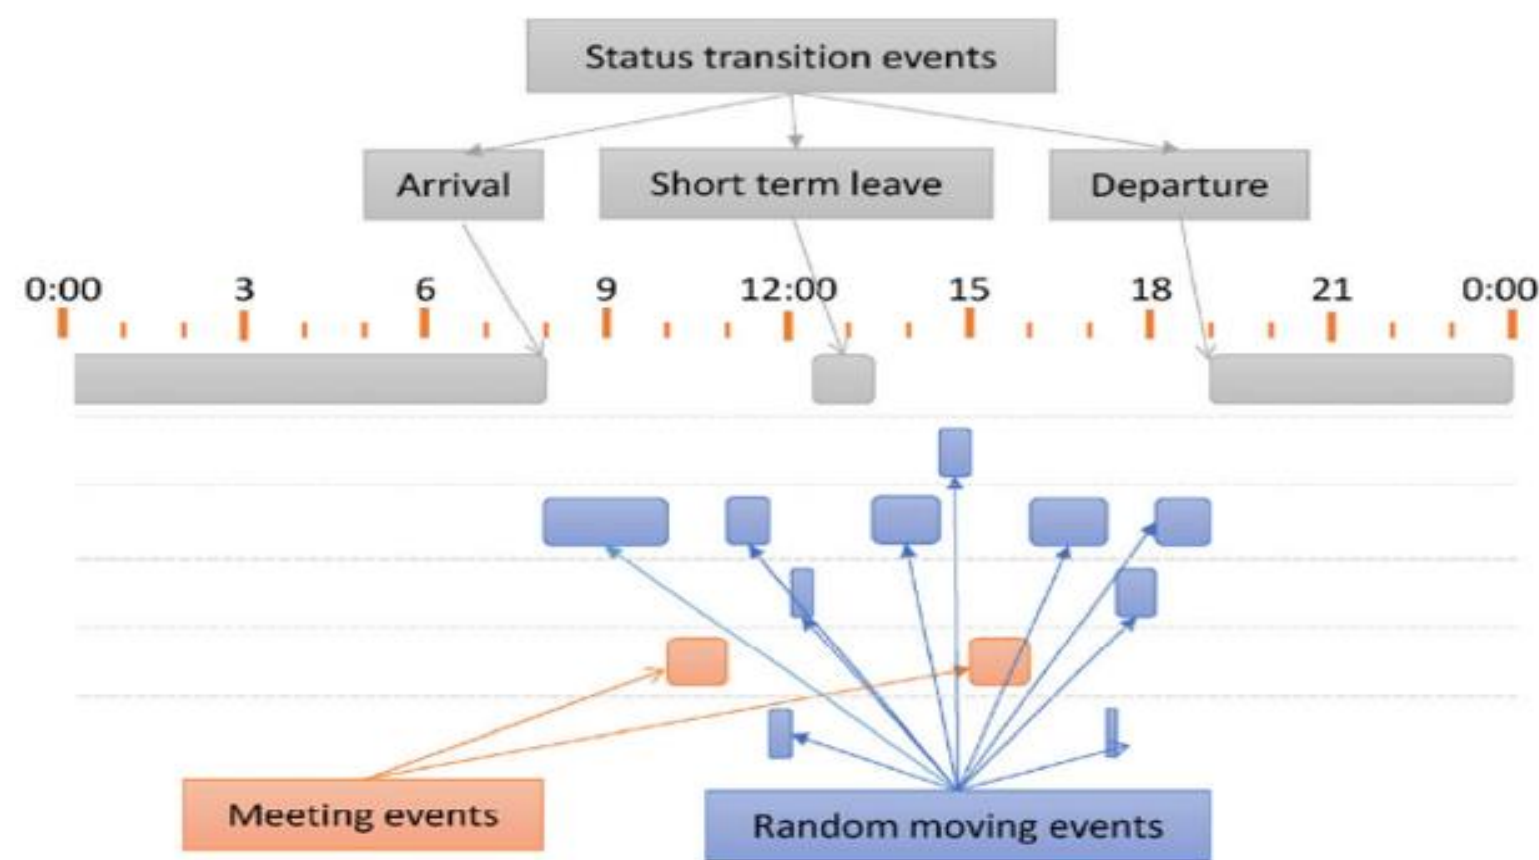 Status transition events
Arrival Short term leave Departure
0:00 3 6 9 12:00 15 18 21 0:00
Meeting events
Random moving events